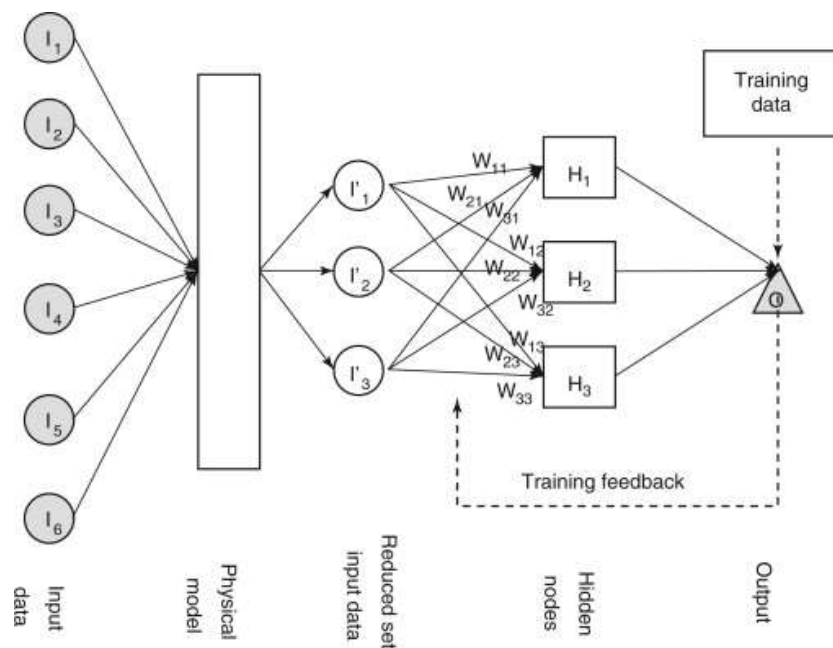 I1
I2
I3
I4
I5
I6
I'1
I'2
I'3
W11
W21
W31
W12
W22
W32
W13
W23
W33
H1
H2
H3
Training
data
O
Training feedback
Input
data
Physical
model
Reduced set
input data
Hidden
nodes
Output